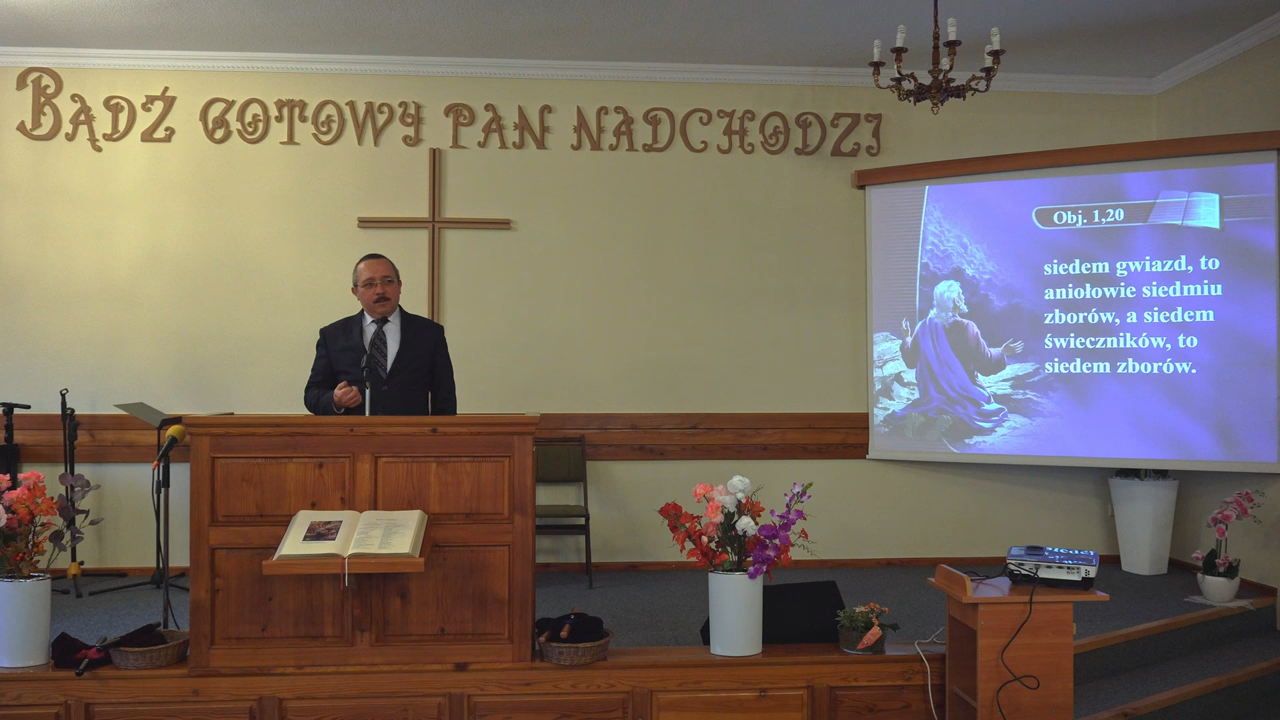 BĄDŹ GOTOWY PAN NADCHODZI
Obj. 1,20
siedem gwiazd, to
aniołowie siedmiu
zborów, a siedem
świeczników, to
siedem zborów.